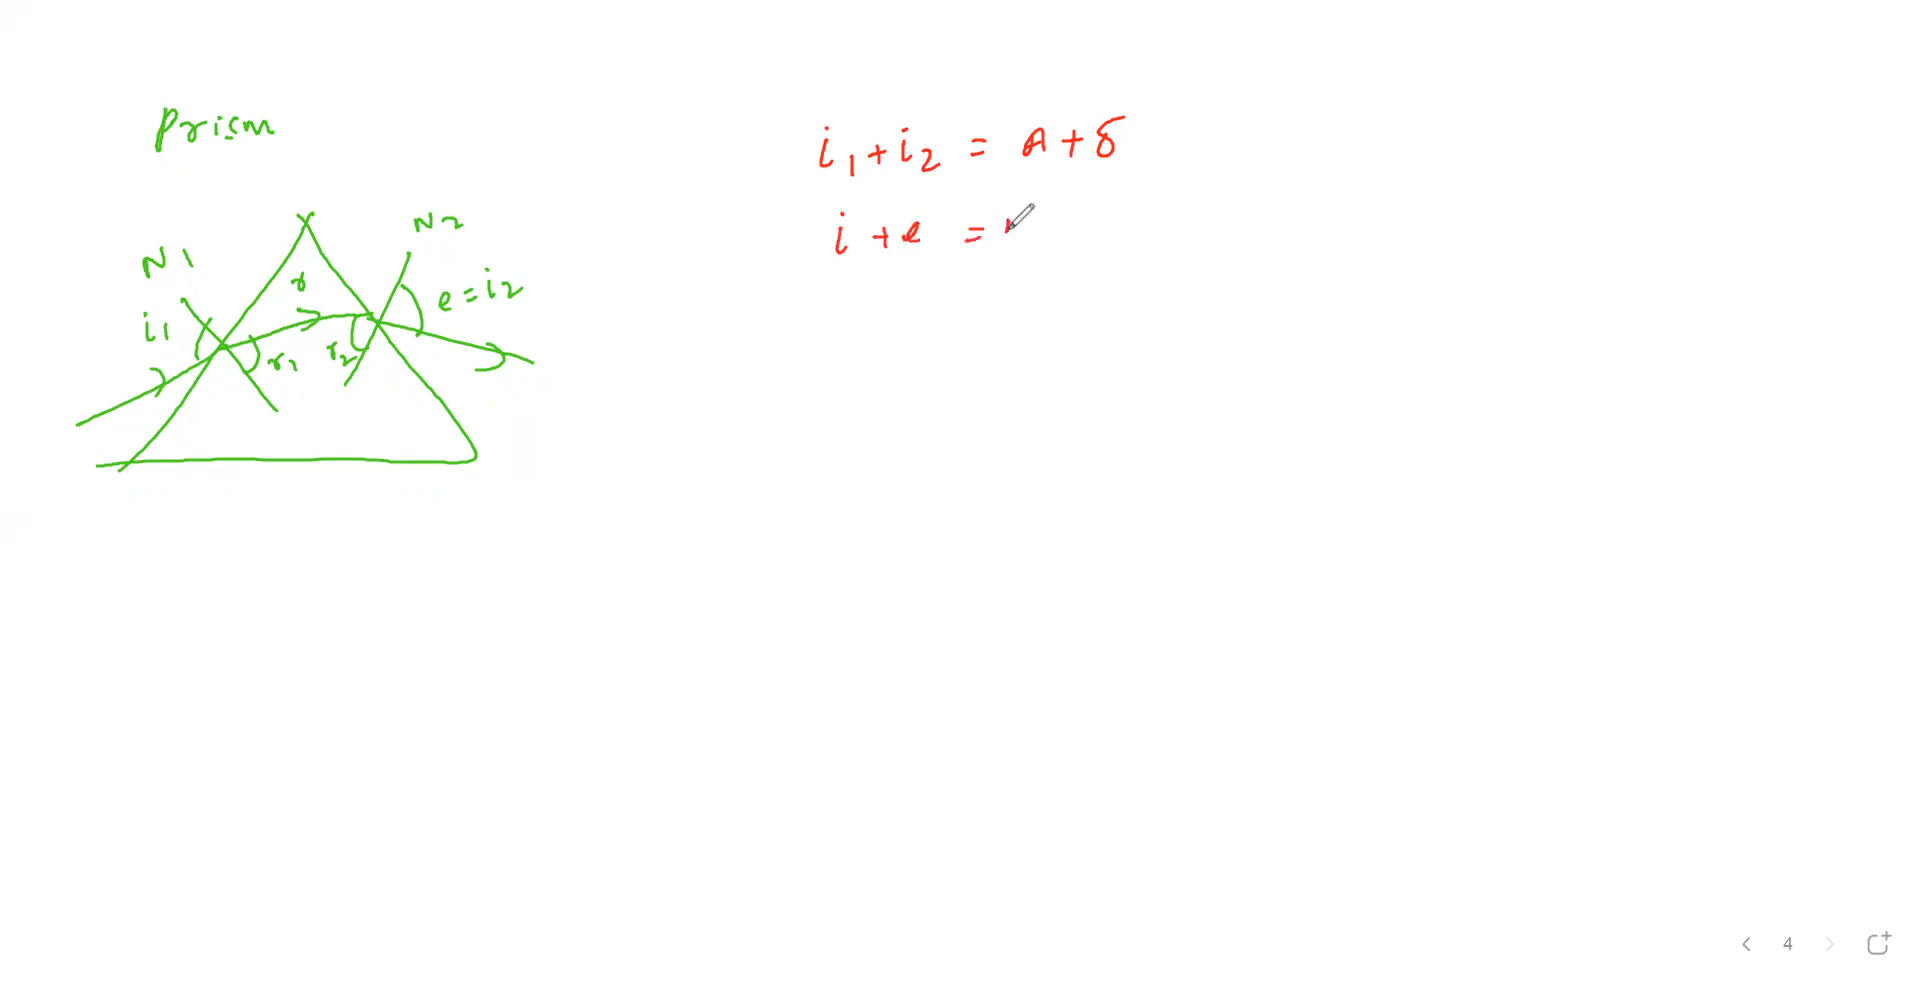 Prism
i₁ + i₂ = A + δ
N2
i + e =
N1
r
e = i2
i1
r1
r2
4